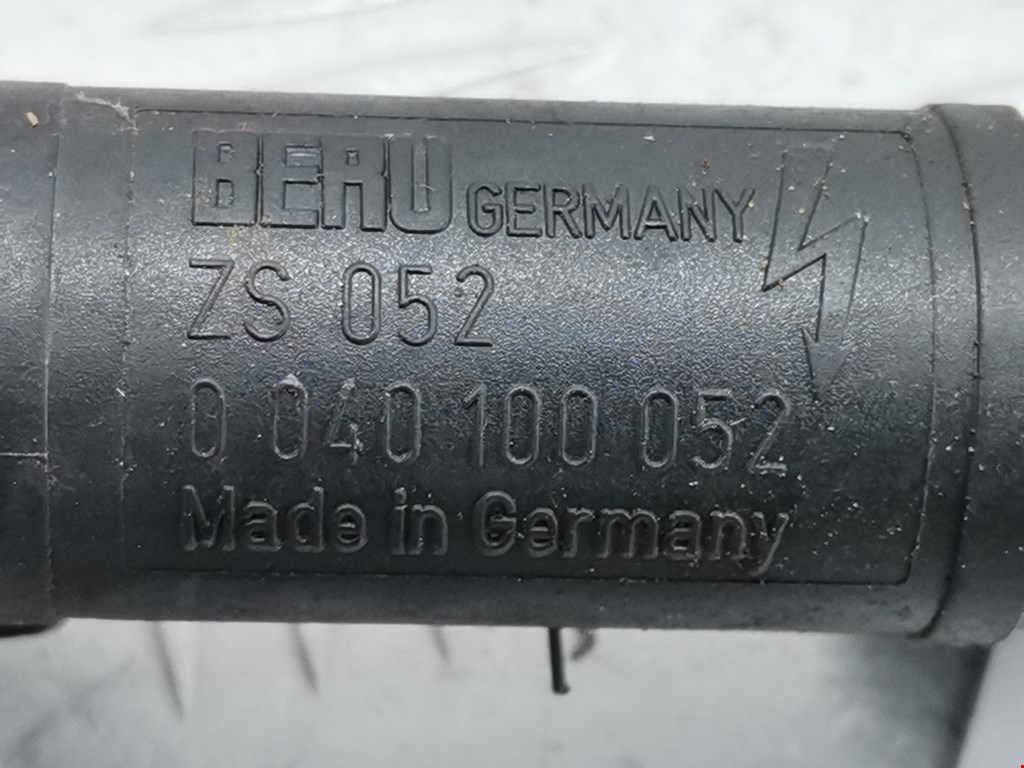 BERU GERMANY
ZS 052
0 040 100 052
Made in Germany